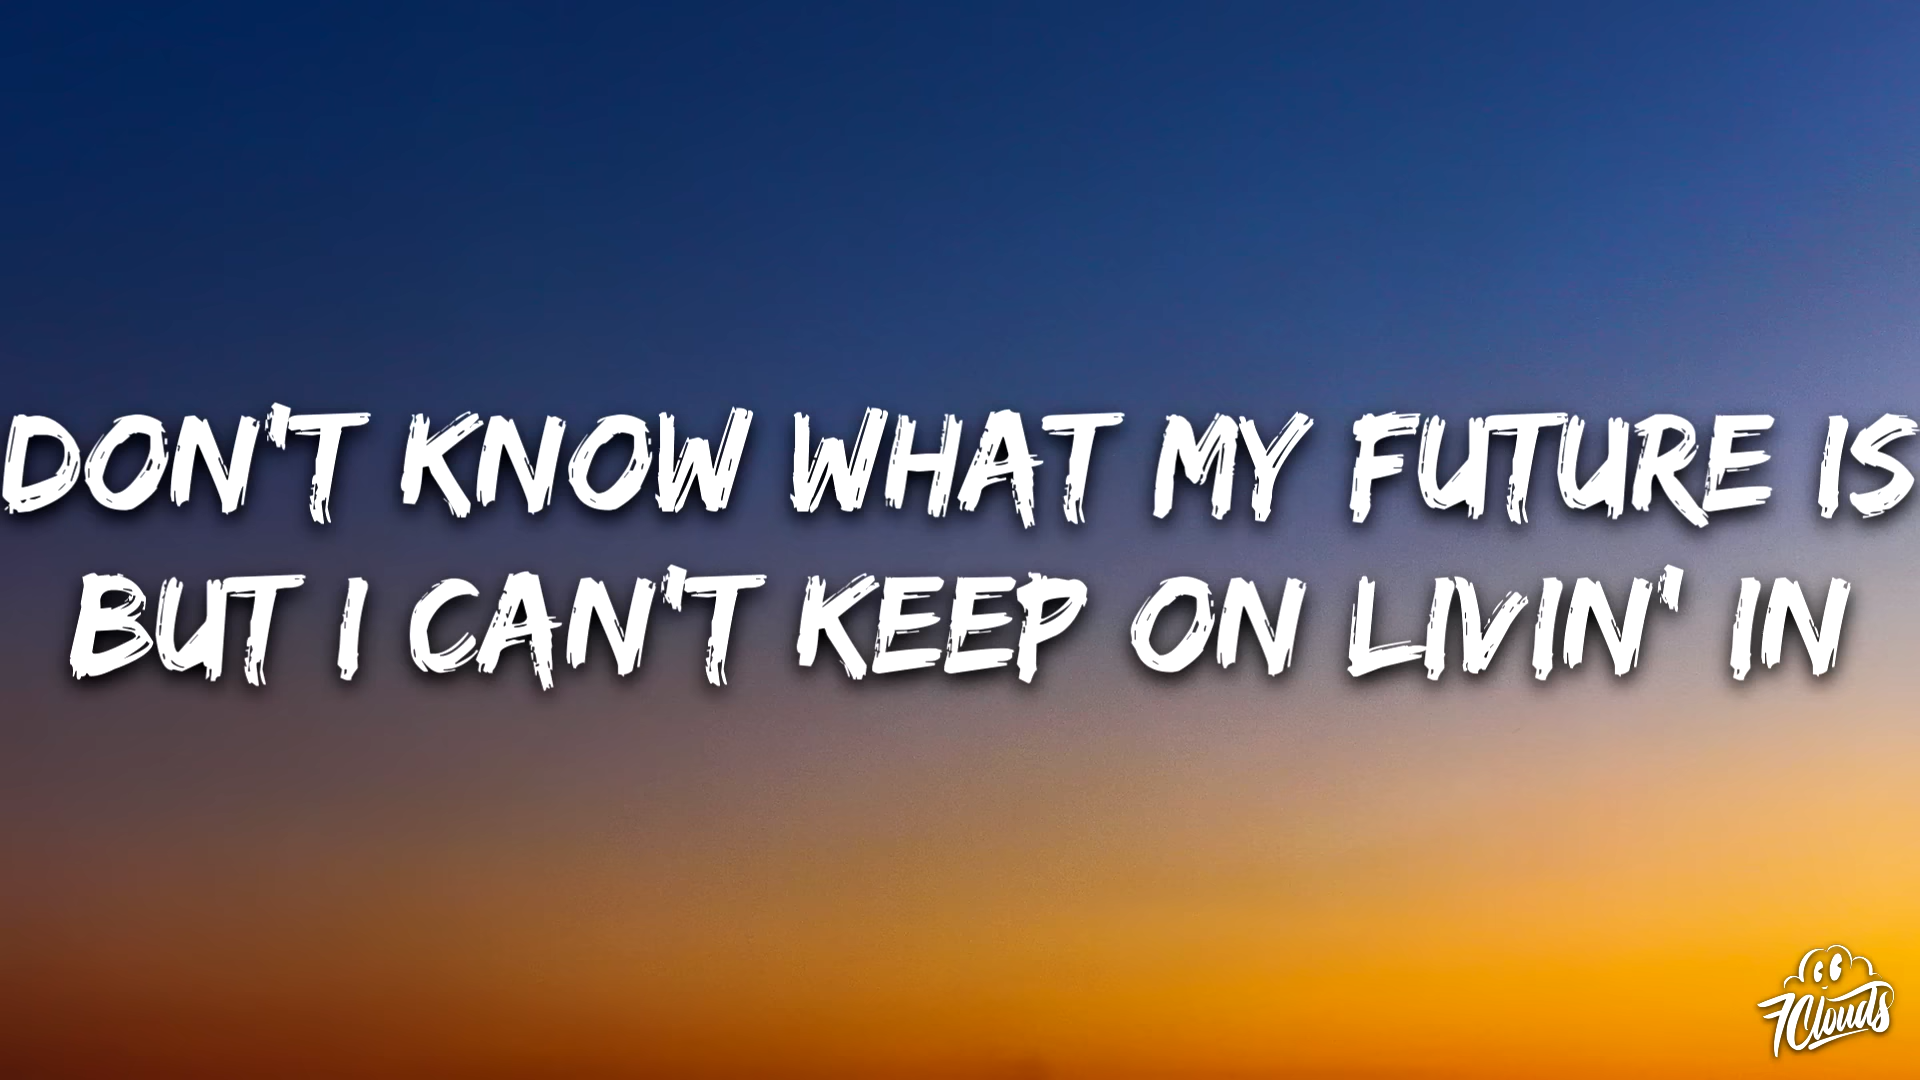 DON'T KNOW WHAT MY FUTURE IS
BUT I CAN'T KEEP ON LIVIN' IN
7Clouds